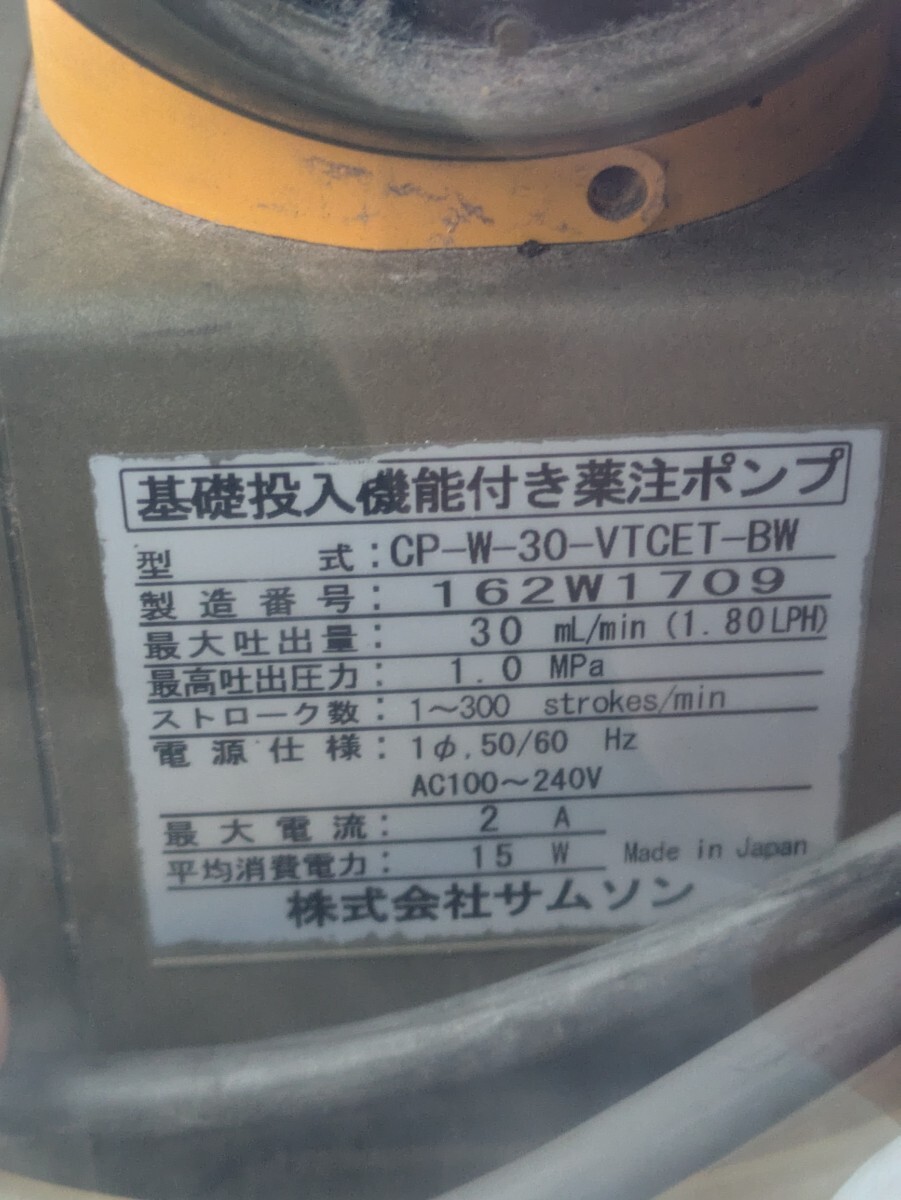 基礎投入機能付き薬注ポンプ
型式:CP-W-30-VTCET-BW
製造番号:162W1709
最大吐出量:30 mL/min (1.80LPH)
最高吐出圧力:1.0 MPa
ストローク数:1～300 strokes/min
電源仕様:1φ,50/60 Hz
AC100～240V
最大電流:2 A
平均消費電力:15 W Made in Japan
株式会社サムソン